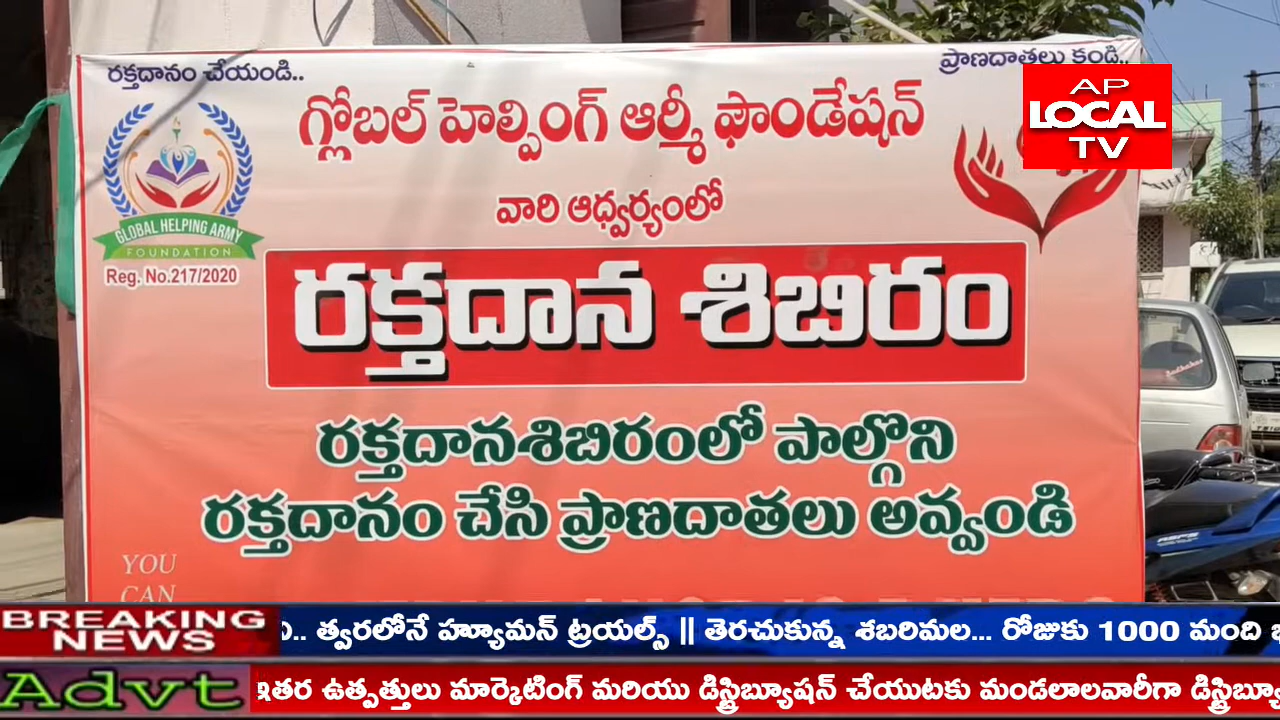 రక్తదానం చేయండి..
ప్రాణదాతలు కండి..
గ్లోబల్ హెల్పింగ్ ఆర్మీ ఫౌండేషన్
వారి ఆధ్వర్యంలో
GLOBAL HELPING ARMY
FOUNDATION
Reg. No.217/2020
రక్తదాన శిబిరం
రక్తదానశిబిరంలో పాల్గొని
రక్తదానం చేసి ప్రాణదాతలు అవ్వండి
YOU
CAN
AP
LOCAL
TV
BREAKING
NEWS
త్వరలోనే హ్యూమన్ ట్రయల్స్ || తెరచుకున్న శబరిమల... రోజుకు 1000 మంది
Advt
ఇతర ఉత్పత్తులు మార్కెటింగ్ మరియు డిస్ట్రిబ్యూషన్ చేయుటకు మండలాలవారీగా